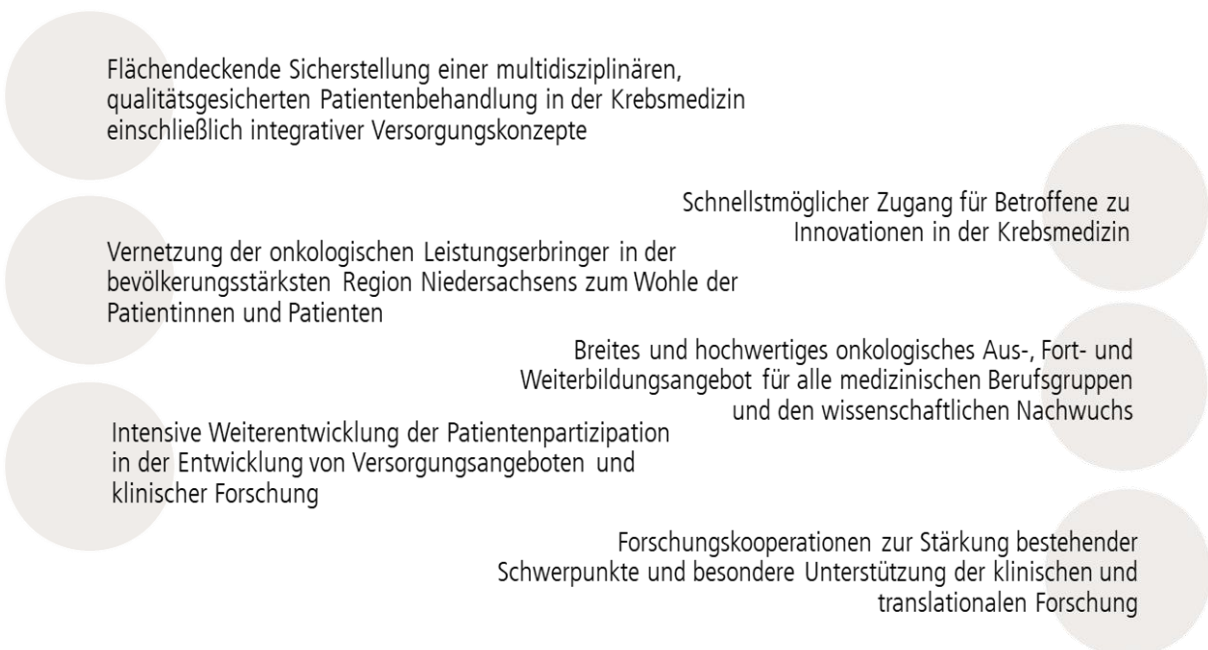 Flächendeckende Sicherstellung einer multidisziplinären,
qualitätsgesicherten Patientenbehandlung in der Krebsmedizin
einschließlich integrativer Versorgungskonzepte
Schnellstmöglicher Zugang für Betroffene zu
Innovationen in der Krebsmedizin
Vernetzung der onkologischen Leistungserbringer in der
bevölkerungsstärksten Region Niedersachsens zum Wohle der
Patientinnen und Patienten
Breites und hochwertiges onkologisches Aus-, Fort- und
Weiterbildungsangebot für alle medizinischen Berufsgruppen
und den wissenschaftlichen Nachwuchs
Intensive Weiterentwicklung der Patientenpartizipation
in der Entwicklung von Versorgungsangeboten und
klinischer Forschung
Forschungskooperationen zur Stärkung bestehender
Schwerpunkte und besondere Unterstützung der klinischen und
translationalen Forschung